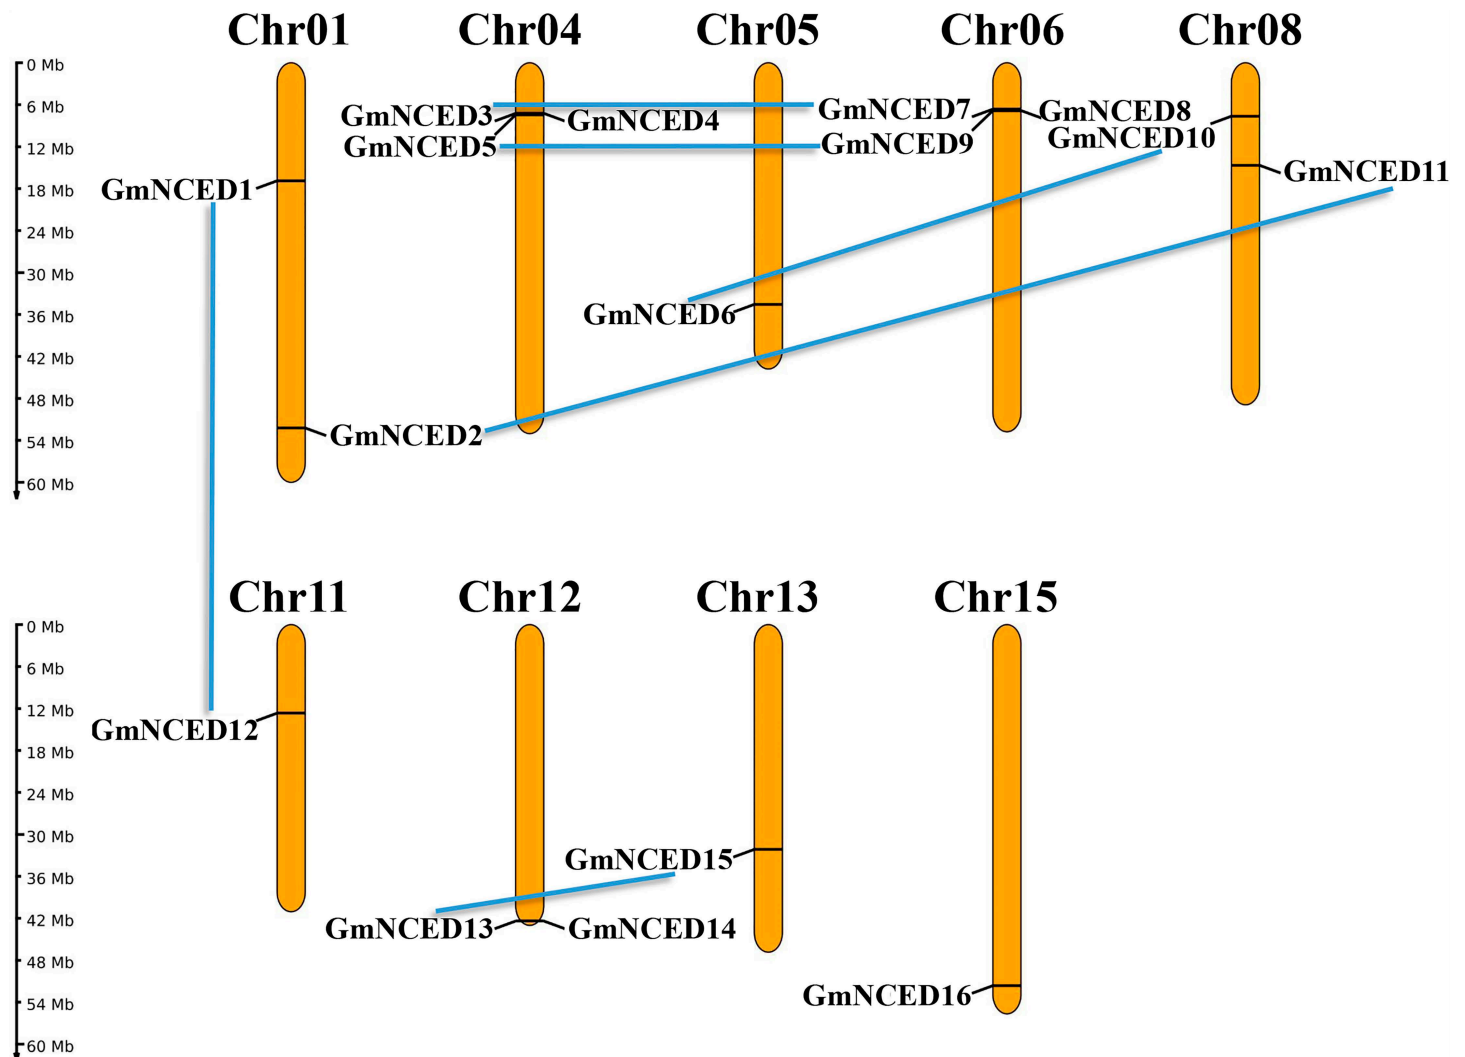 Chr01 Chr04 Chr05 Chr06 Chr08
0 Mb
6 Mb
GmNCED3 GmNCED4 GmNCED7 GmNCED8
GmNCED10
12 Mb
GmNCED5 GmNCED9
GmNCED11
18 Mb
GmNCED1
24 Mb
30 Mb
36 Mb
GmNCED6
42 Mb
48 Mb
GmNCED2
54 Mb
60 Mb
Chr11 Chr12 Chr13 Chr15
0 Mb
6 Mb
12 Mb
GmNCED12
18 Mb
24 Mb
30 Mb
GmNCED15
36 Mb
42 Mb
GmNCED13 GmNCED14
48 Mb
GmNCED16
54 Mb
60 Mb